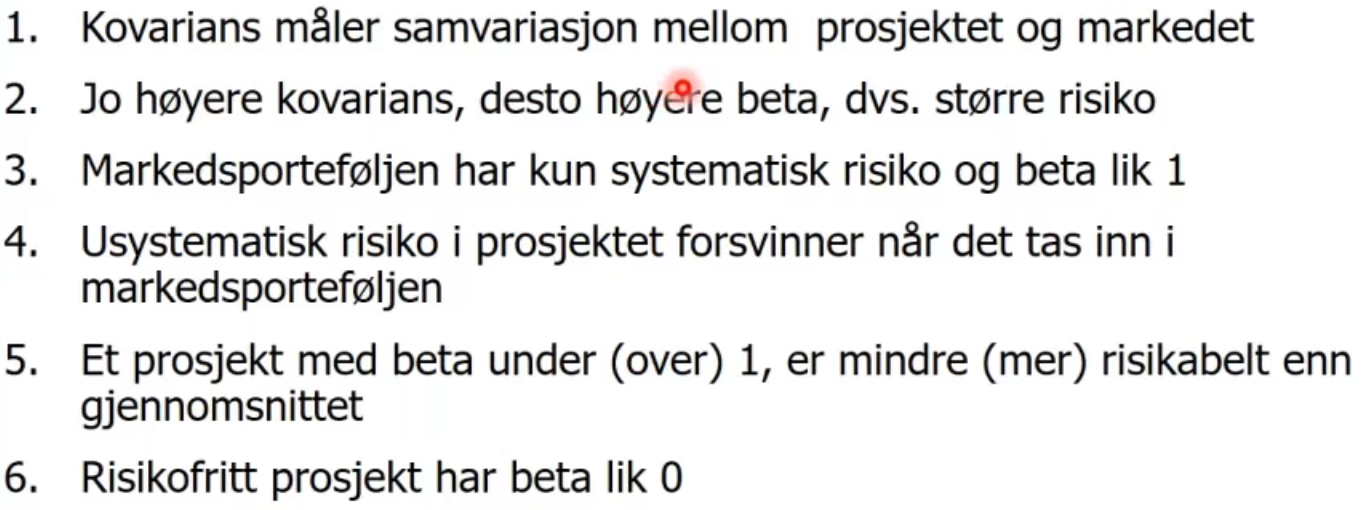 1. Kovarians måler samvariasjon mellom prosjektet og markedet
2. Jo høyere kovarians, desto høyere beta, dvs. større risiko
3. Markedsporteføljen har kun systematisk risiko og beta lik 1
4. Usystematisk risiko i prosjektet forsvinner når det tas inn i
markedsporteføljen
5. Et prosjekt med beta under (over) 1, er mindre (mer) risikabelt enn
gjennomsnittet
6. Risikofritt prosjekt har beta lik 0